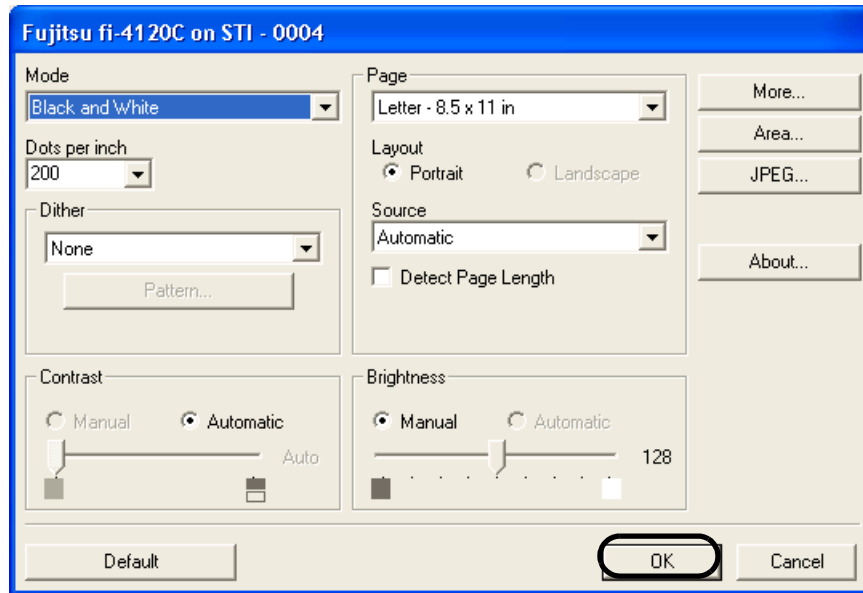 Fujitsu fi-4120C on STI - 0004
Mode
Black and White
Dots per inch
200
Dither
None
Pattern...
Page
Letter - 8.5 x 11 in
Layout
Portrait Landscape
Source
Automatic
Detect Page Length
More...
Area...
JPEG...
About...
Contrast
Manual Automatic
Auto
Brightness
Manual Automatic
128
Default
OK
Cancel